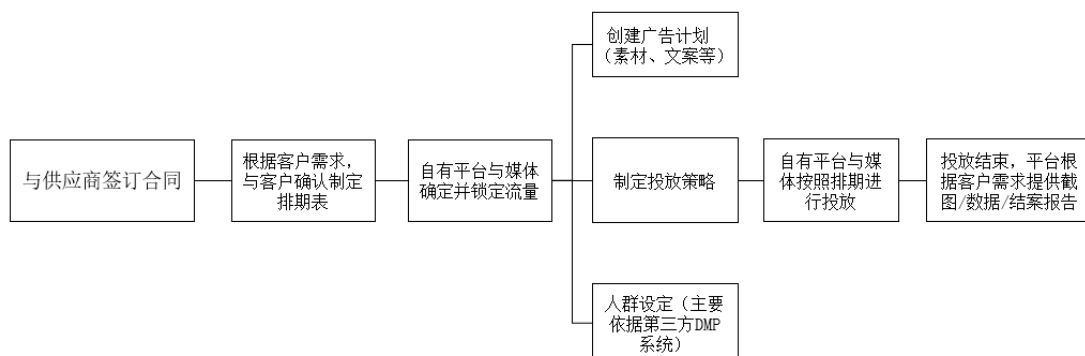 创建广告计划
（素材、文案等）
与供应商签订合同
根据客户需求，
与客户确认制定
排期表
自有平台与媒体
确定并锁定流量
制定投放策略
自有平台与媒
体按照排期进
行投放
投放结束，平台根
据客户需求提供截
图/数据/结案报告
人群设定（主要
依据第三方DMP
系统）